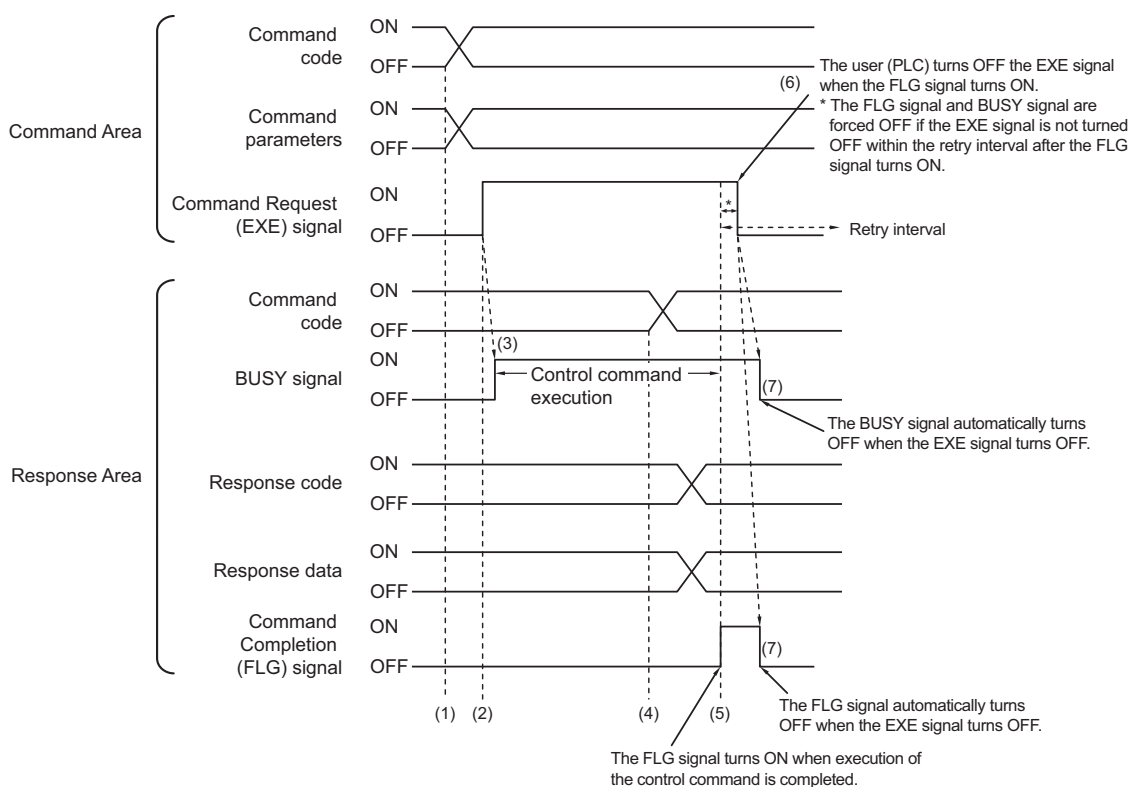 Command Area
Command
code
ON
OFF
Command
parameters
ON
OFF
Command Request
(EXE) signal
ON
OFF
(6)
The user (PLC) turns OFF the EXE signal
when the FLG signal turns ON.
* The FLG signal and BUSY signal are
forced OFF if the EXE signal is not turned
OFF within the retry interval after the FLG
signal turns ON.
*
Retry interval
Response Area
Command
code
ON
OFF
BUSY signal
ON
OFF
(3)
Control command
execution
(7)
The BUSY signal automatically turns
OFF when the EXE signal turns OFF.
Response code
ON
OFF
Response data
ON
OFF
Command
Completion
(FLG) signal
ON
OFF
(7)
The FLG signal automatically turns
OFF when the EXE signal turns OFF.
(1)
(2)
(4)
(5)
The FLG signal turns ON when execution of
the control command is completed.